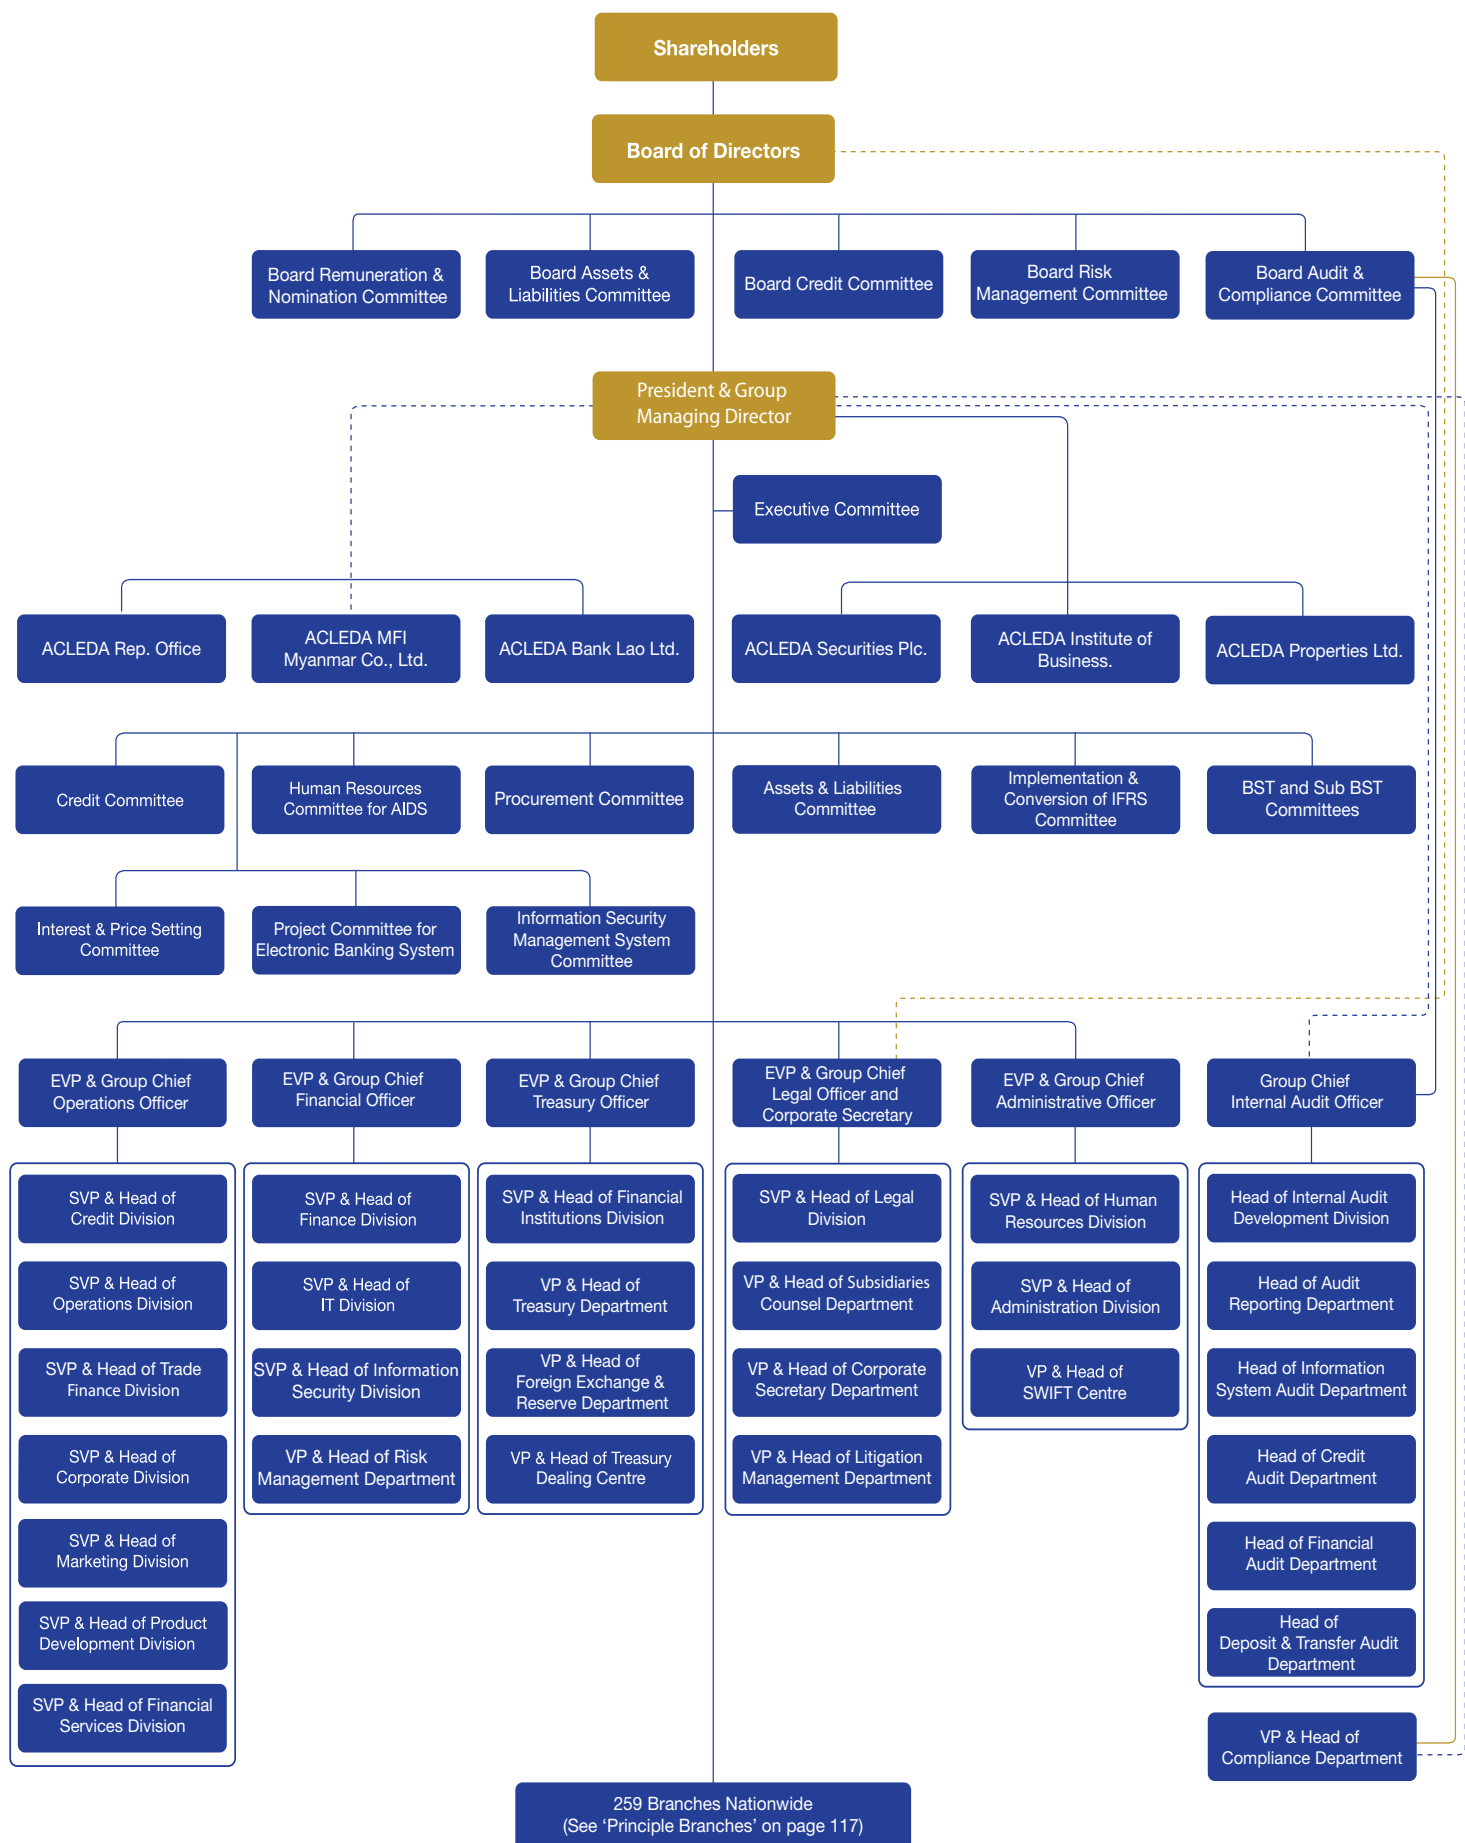 Shareholders
Board of Directors
Board Remuneration &
Nomination Committee
Board Assets &
Liabilities Committee
Board Credit Committee
Board Risk
Management Committee
Board Audit &
Compliance Committee
President & Group
Managing Director
Executive Committee
ACLEDA Rep. Office
ACLEDA MFI
Myanmar Co., Ltd.
ACLEDA Bank Lao Ltd.
ACLEDA Securities Plc.
ACLEDA Institute of
Business.
ACLEDA Properties Ltd.
Credit Committee
Human Resources
Committee for AIDS
Procurement Committee
Assets & Liabilities
Committee
Implementation &
Conversion of IFRS
Committee
BST and Sub BST
Committees
Interest & Price Setting
Committee
Project Committee for
Electronic Banking System
Information Security
Management System
Committee
EVP & Group Chief
Operations Officer
EVP & Group Chief
Financial Officer
EVP & Group Chief
Treasury Officer
EVP & Group Chief
Legal Officer and
Corporate Secretary
EVP & Group Chief
Administrative Officer
Group Chief
Internal Audit Officer
SVP & Head of
Credit Division
SVP & Head of
Operations Division
SVP & Head of Trade
Finance Division
SVP & Head of
Corporate Division
SVP & Head of
Marketing Division
SVP & Head of Product
Development Division
SVP & Head of Financial
Services Division
SVP & Head of
Finance Division
SVP & Head of
IT Division
SVP & Head of Information
Security Division
VP & Head of Risk
Management Department
SVP & Head of Financial
Institutions Division
VP & Head of
Treasury Department
VP & Head of
Foreign Exchange &
Reserve Department
VP & Head of Treasury
Dealing Centre
SVP & Head of Legal
Division
VP & Head of Subsidiaries
Counsel Department
VP & Head of Corporate
Secretary Department
VP & Head of Litigation
Management Department
SVP & Head of Human
Resources Division
SVP & Head of
Administration Division
VP & Head of
SWIFT Centre
Head of Internal Audit
Development Division
Head of Audit
Reporting Department
Head of Information
System Audit Department
Head of Credit
Audit Department
Head of Financial
Audit Department
Head of
Deposit & Transfer Audit
Department
VP & Head of
Compliance Department
259 Branches Nationwide
(See 'Principle Branches' on page 117)